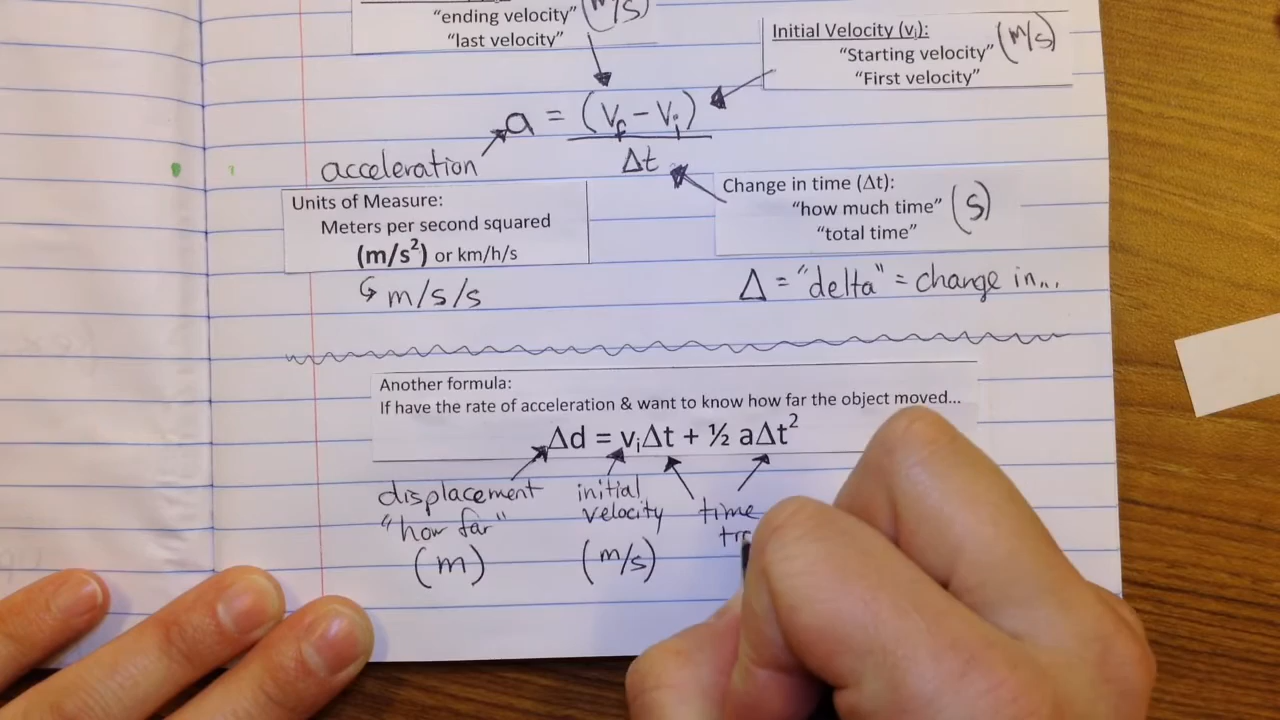 "ending velocity" (m/s)
"last velocity"
Initial Velocity (vᵢ):
"Starting velocity" (m/s)
"First velocity"
a = (Vf - Vi)
Δt
acceleration
Units of Measure:
Meters per second squared
(m/s²) or km/h/s
m/s/s
Change in time (Δt):
"how much time" (s)
"total time"
Δ = "delta" = change in...
Another formula:
If have the rate of acceleration & want to know how far the object moved...
Δd = vᵢΔt + ½ aΔt²
displacement
"how far"
(m)
initial
velocity
(m/s)
time
tr